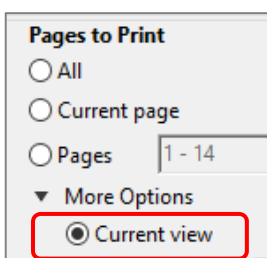 Pages to Print
All
Current page
Pages 1 - 14
More Options
Current view